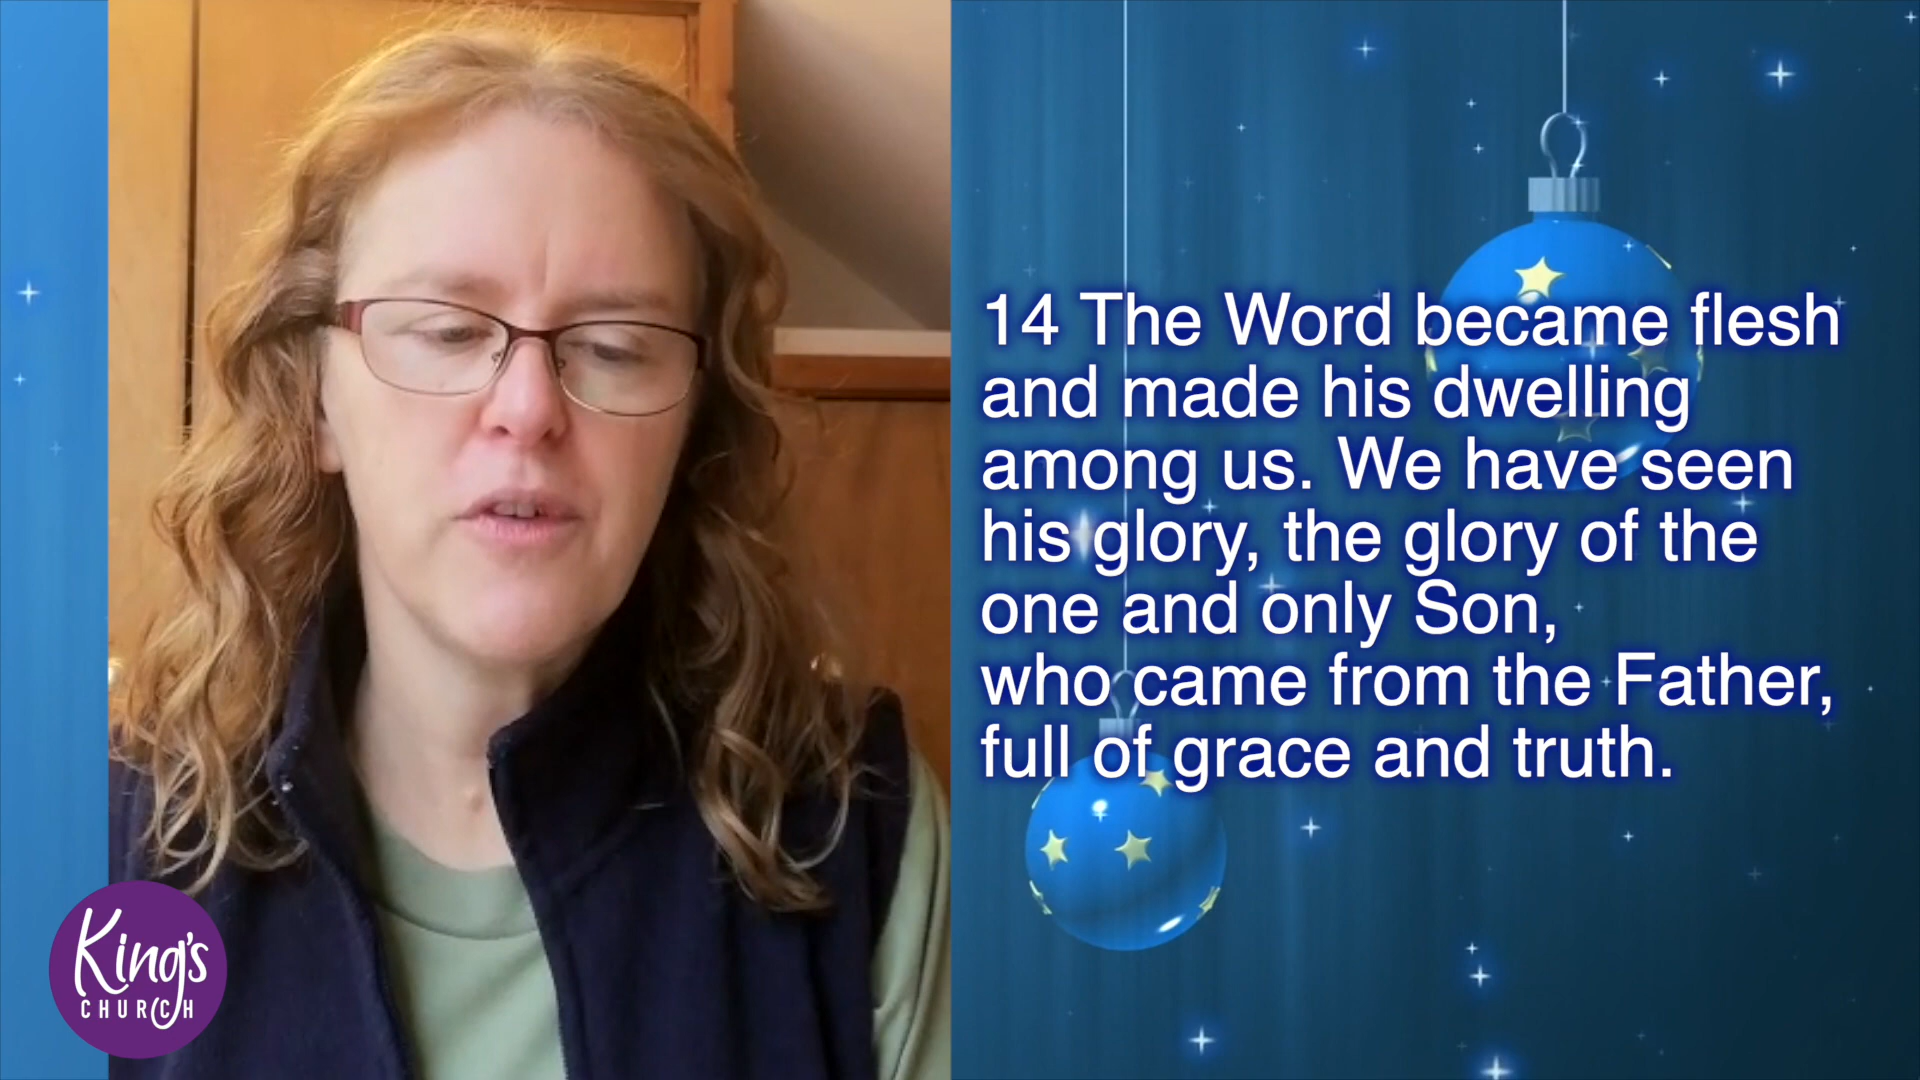 14 The Word became flesh
and made his dwelling
among us. We have seen
his glory, the glory of the
one and only Son,
who came from the Father,
full of grace and truth.
King's
CHURCH